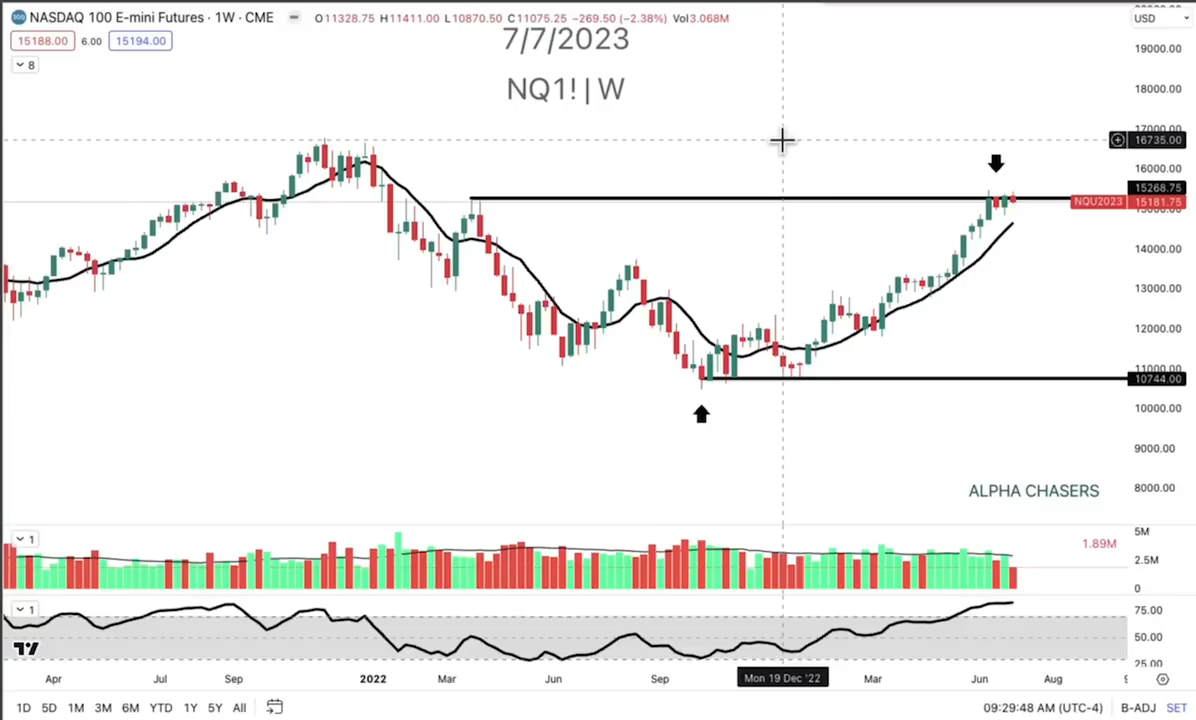 NASDAQ 100 E-mini Futures · 1W · CME O11328.75 H11411.00 L10870.50 C11075.25 −269.50 (−2.38%) Vol3.068M
USD
15188.00 6.00 15194.00
8
7/7/2023
NQ1! | W
19000.00
18000.00
17000.00
16735.00
16000.00
15268.75
NQU2023 15181.75
15000.00
14000.00
13000.00
12000.00
11000.00
10744.00
10000.00
9000.00
8000.00
ALPHA CHASERS
1
5M
1.89M
2.5M
0
1
75.00
50.00
25.00
Apr Jul Sep 2022 Mar Jun Sep Mon 19 Dec '22 Mar Jun Aug
1D 5D 1M 3M 6M YTD 1Y 5Y All 09:29:48 AM (UTC-4) B-ADJ SET